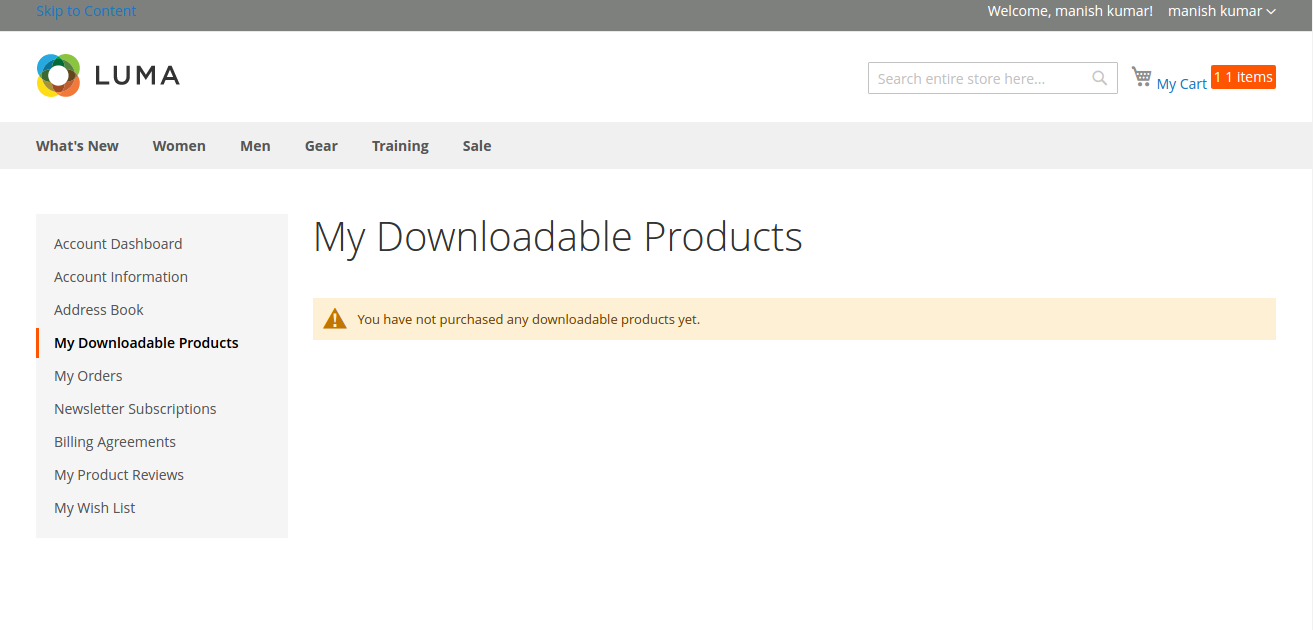 Skip to Content
Welcome, manish kumar! manish kumar
LUMA
Search entire store here...
My Cart 1 1 items
What's New Women Men Gear Training Sale
Account Dashboard
Account Information
Address Book
My Downloadable Products
My Orders
Newsletter Subscriptions
Billing Agreements
My Product Reviews
My Wish List
My Downloadable Products
You have not purchased any downloadable products yet.